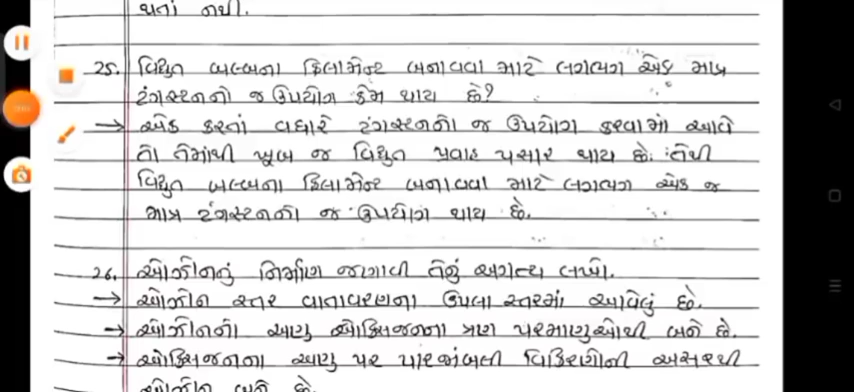 થતાં નથી.
25. વિદ્યુત બલ્બના ફિલામેન્ટ બનાવવા માટે લગભગ એક માત્ર
ટંગસ્ટનનો જ ઉપયોગ કેમ થાય છે?
→ એક કરતાં વધારે ટંગસ્ટનનો જ ઉપયોગ કરવામાં આવે
તો તેમાંથી ખૂબ જ વિદ્યુત પ્રવાહ પસાર થાય છે. તેથી
વિદ્યુત બલ્બના ફિલામેન્ટ બનાવવા માટે લગભગ એક જ
માત્ર ટંગસ્ટનનો જ ઉપયોગ થાય છે.
26. ઓઝોનનું નિર્માણ જણાવી તેનું અગત્ય લખો.
→ ઓઝોન સ્તર વાતાવરણના ઉપલા સ્તરમાં આવેલું છે.
→ ઓઝોનનો અણુ ઓક્સિજનના ત્રણ પરમાણુઓથી બને છે.
→ ઓક્સિજનના અણુ પર પારજાંબલી વિકિરણોની અસરથી
ઓઝોન બને છે.